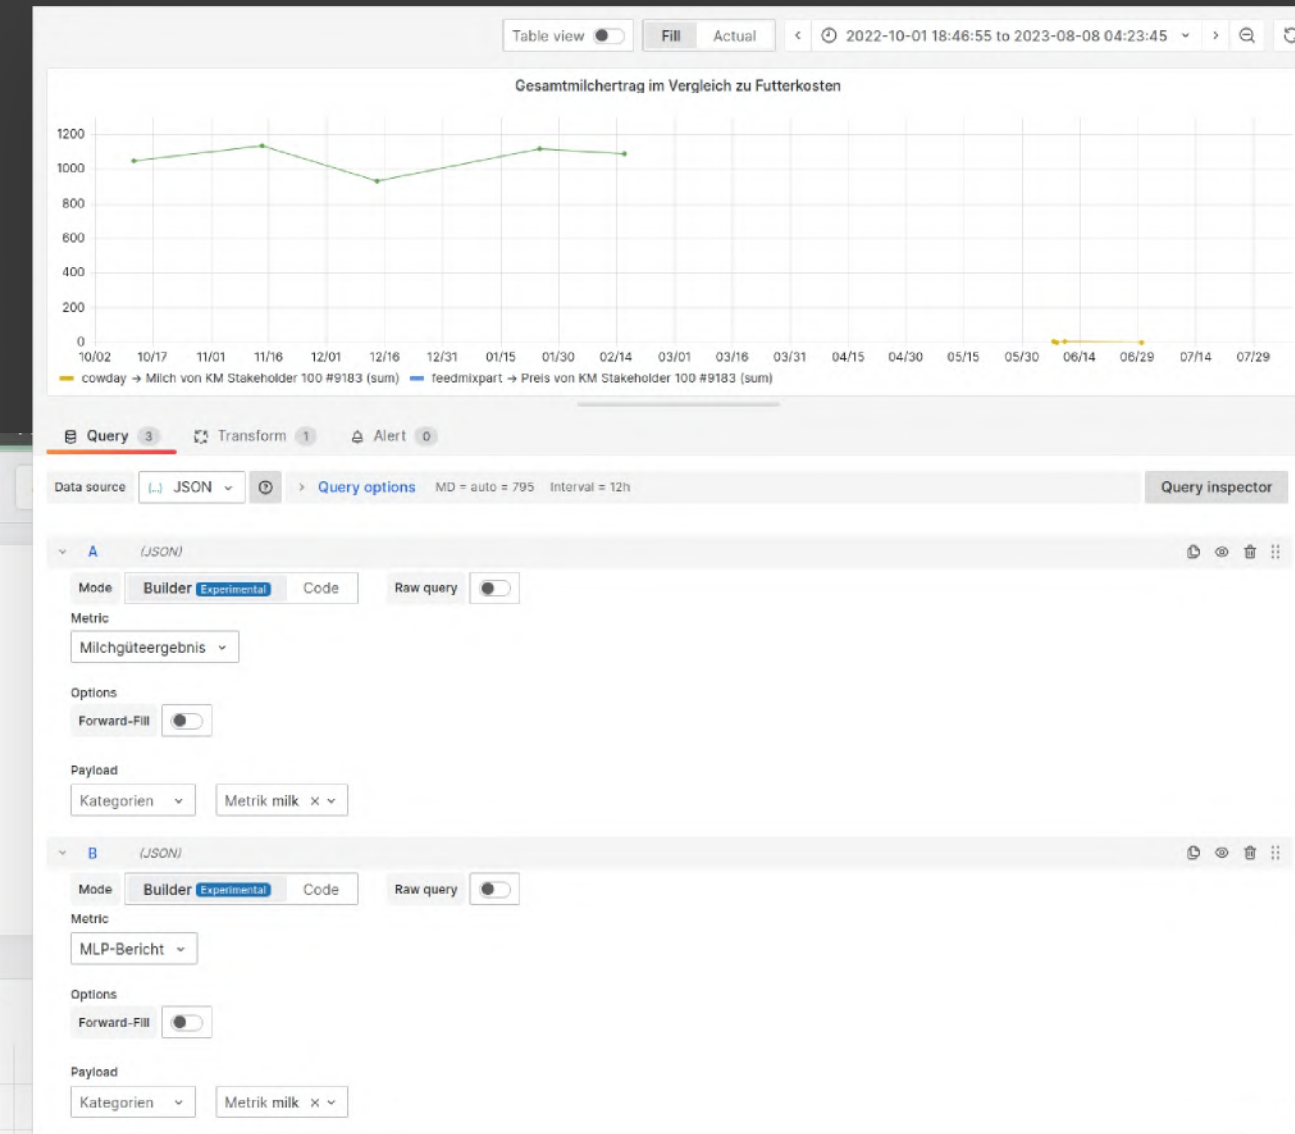 Table view Fill Actual 2022-10-01 18:46:55 to 2023-08-08 04:23:45
Gesamtmilchertrag im Vergleich zu Futterkosten
1200
1000
800
600
400
200
0
10/02 10/17 11/01 11/16 12/01 12/16 12/31 01/15 01/30 02/14 03/01 03/16 03/31 04/15 04/30 05/15 05/30 06/14 06/29 07/14 07/29
cowday → Milch von KM Stakeholder 100 #9183 (sum) feedmixpart → Preis von KM Stakeholder 100 #9183 (sum)
Query 3 Transform 1 Alert 0
Data source JSON Query options MD = auto = 795 Interval = 12h Query inspector
A (JSON)
Mode Builder Experimental Code Raw query
Metric
Milchgüteergebnis
Options
Forward-Fill
Payload
Kategorien Metrik milk
B (JSON)
Mode Builder Experimental Code Raw query
Metric
MLP-Bericht
Options
Forward-Fill
Payload
Kategorien Metrik milk